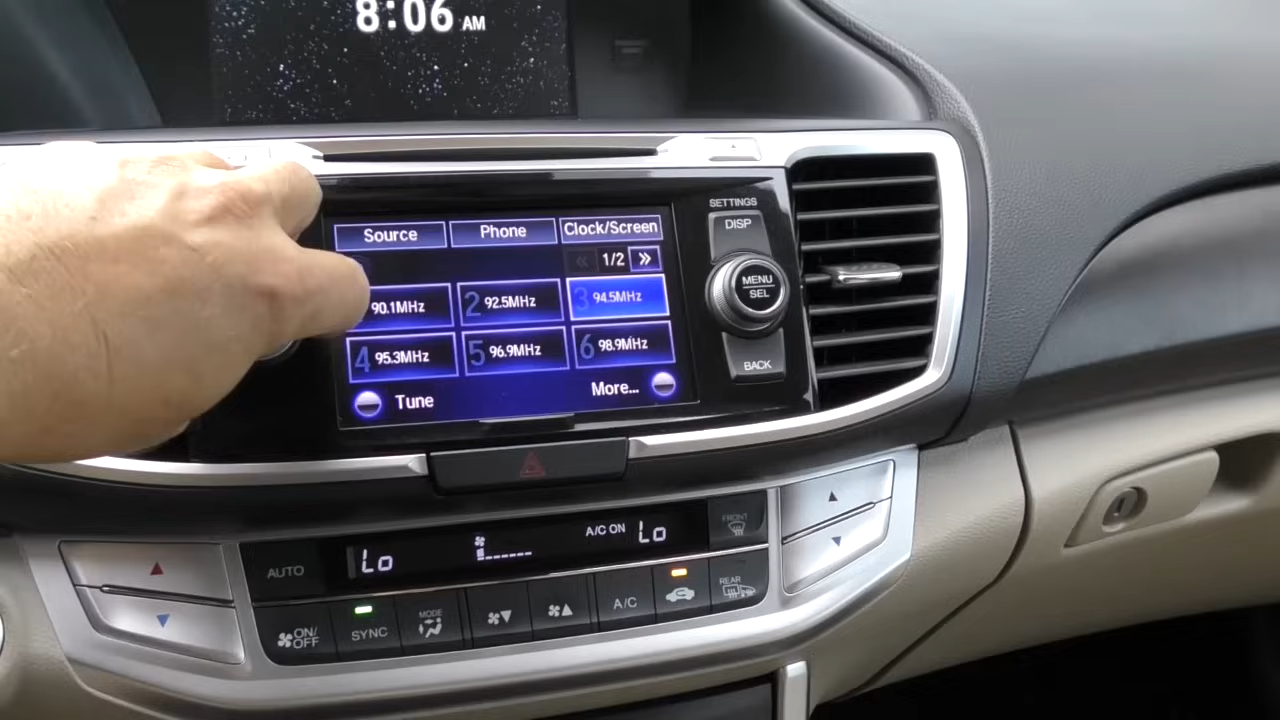 8:06 AM
SETTINGS
DISP
Source Phone Clock/Screen
« 1/2 »
90.1MHz 2 92.5MHz 3 94.5MHz
MENU
SEL
4 95.3MHz 5 96.9MHz 6 98.9MHz
BACK
Tune More...
FRONT
AUTO Lo A/C ON Lo
ON/
OFF
SYNC
MODE
A/C
REAR